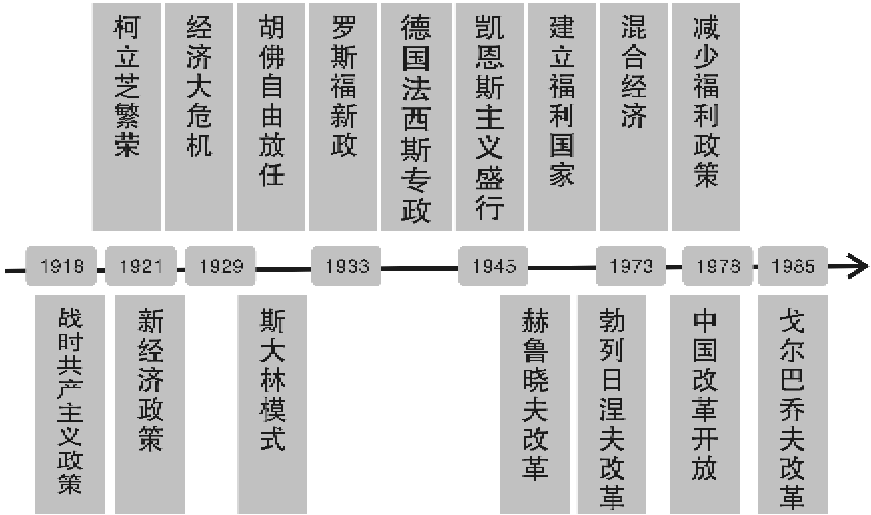 柯立芝繁荣
经济大危机
胡佛自由放任
罗斯福新政
德国法西斯专政
凯恩斯主义盛行
建立福利国家
混合经济
减少福利政策
1918
1921
1929
1933
1945
1973
1978
1985
战时共产主义政策
新经济政策
斯大林模式
赫鲁晓夫改革
勃列日涅夫改革
中国改革开放
戈尔巴乔夫改革